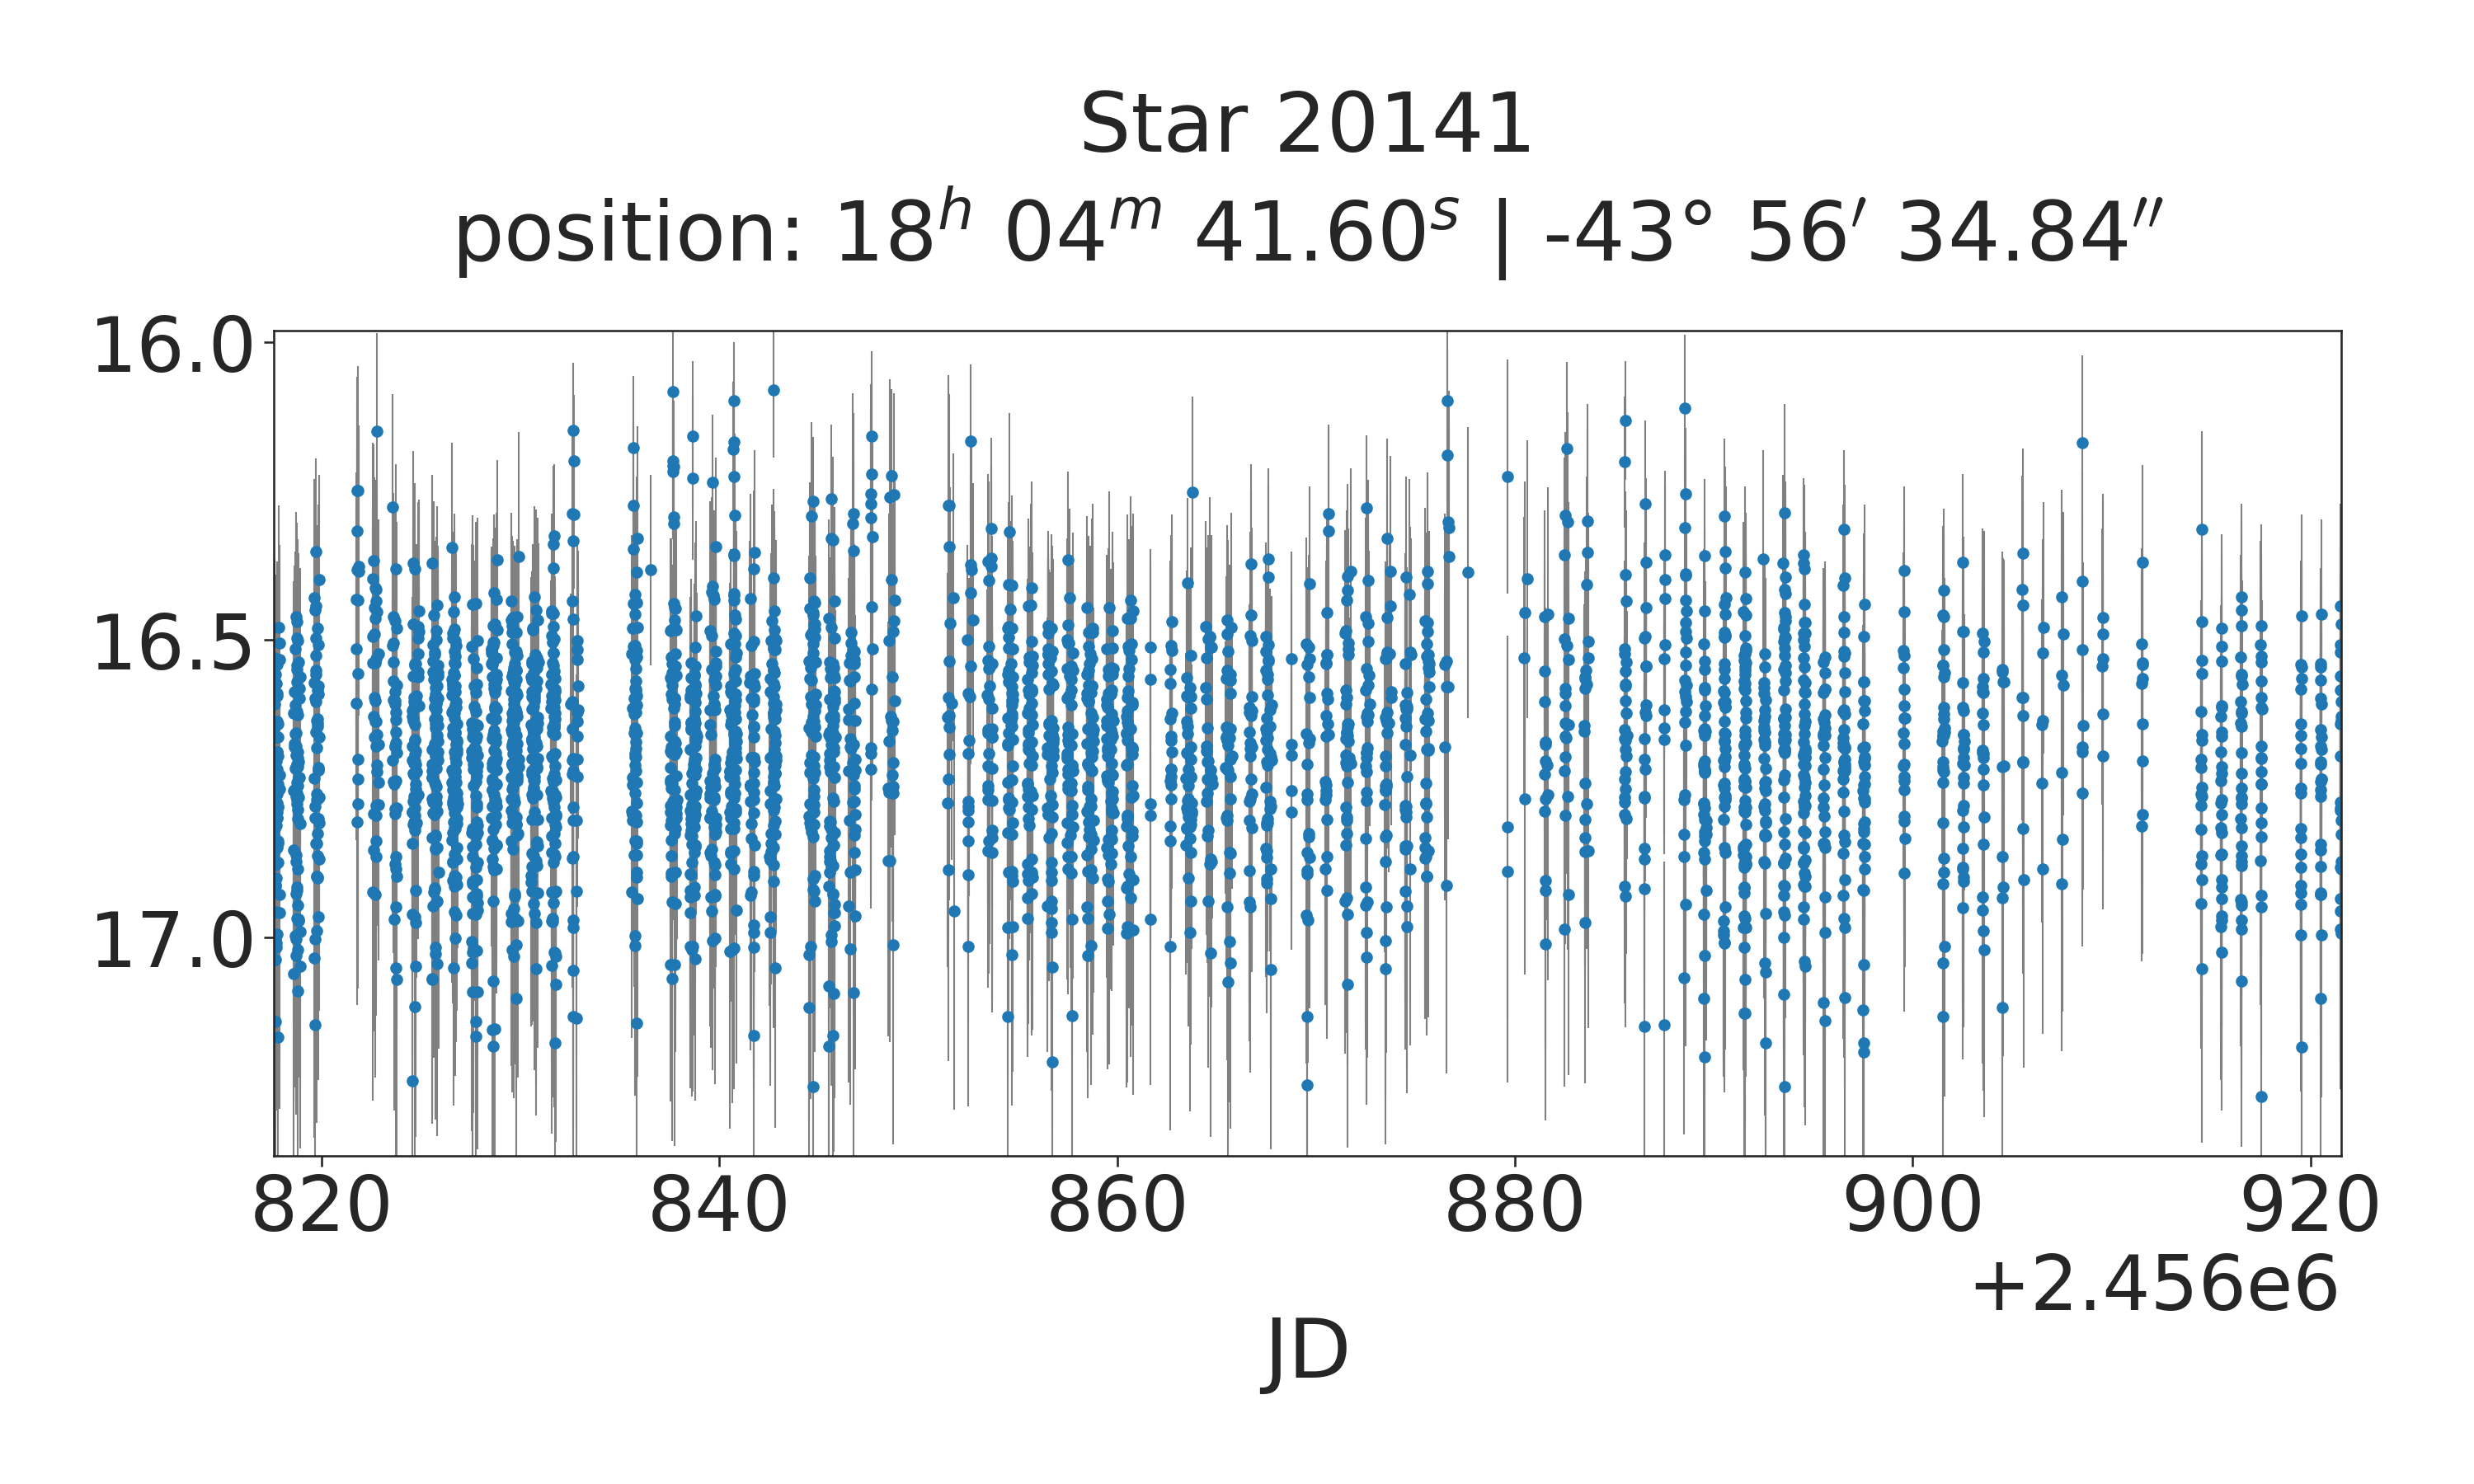 Star 20141
position: 18h 04m 41.60s | -43° 56′ 34.84′′
16.0
16.5
17.0
820 840 860 880 900 920
+2.456e6
JD